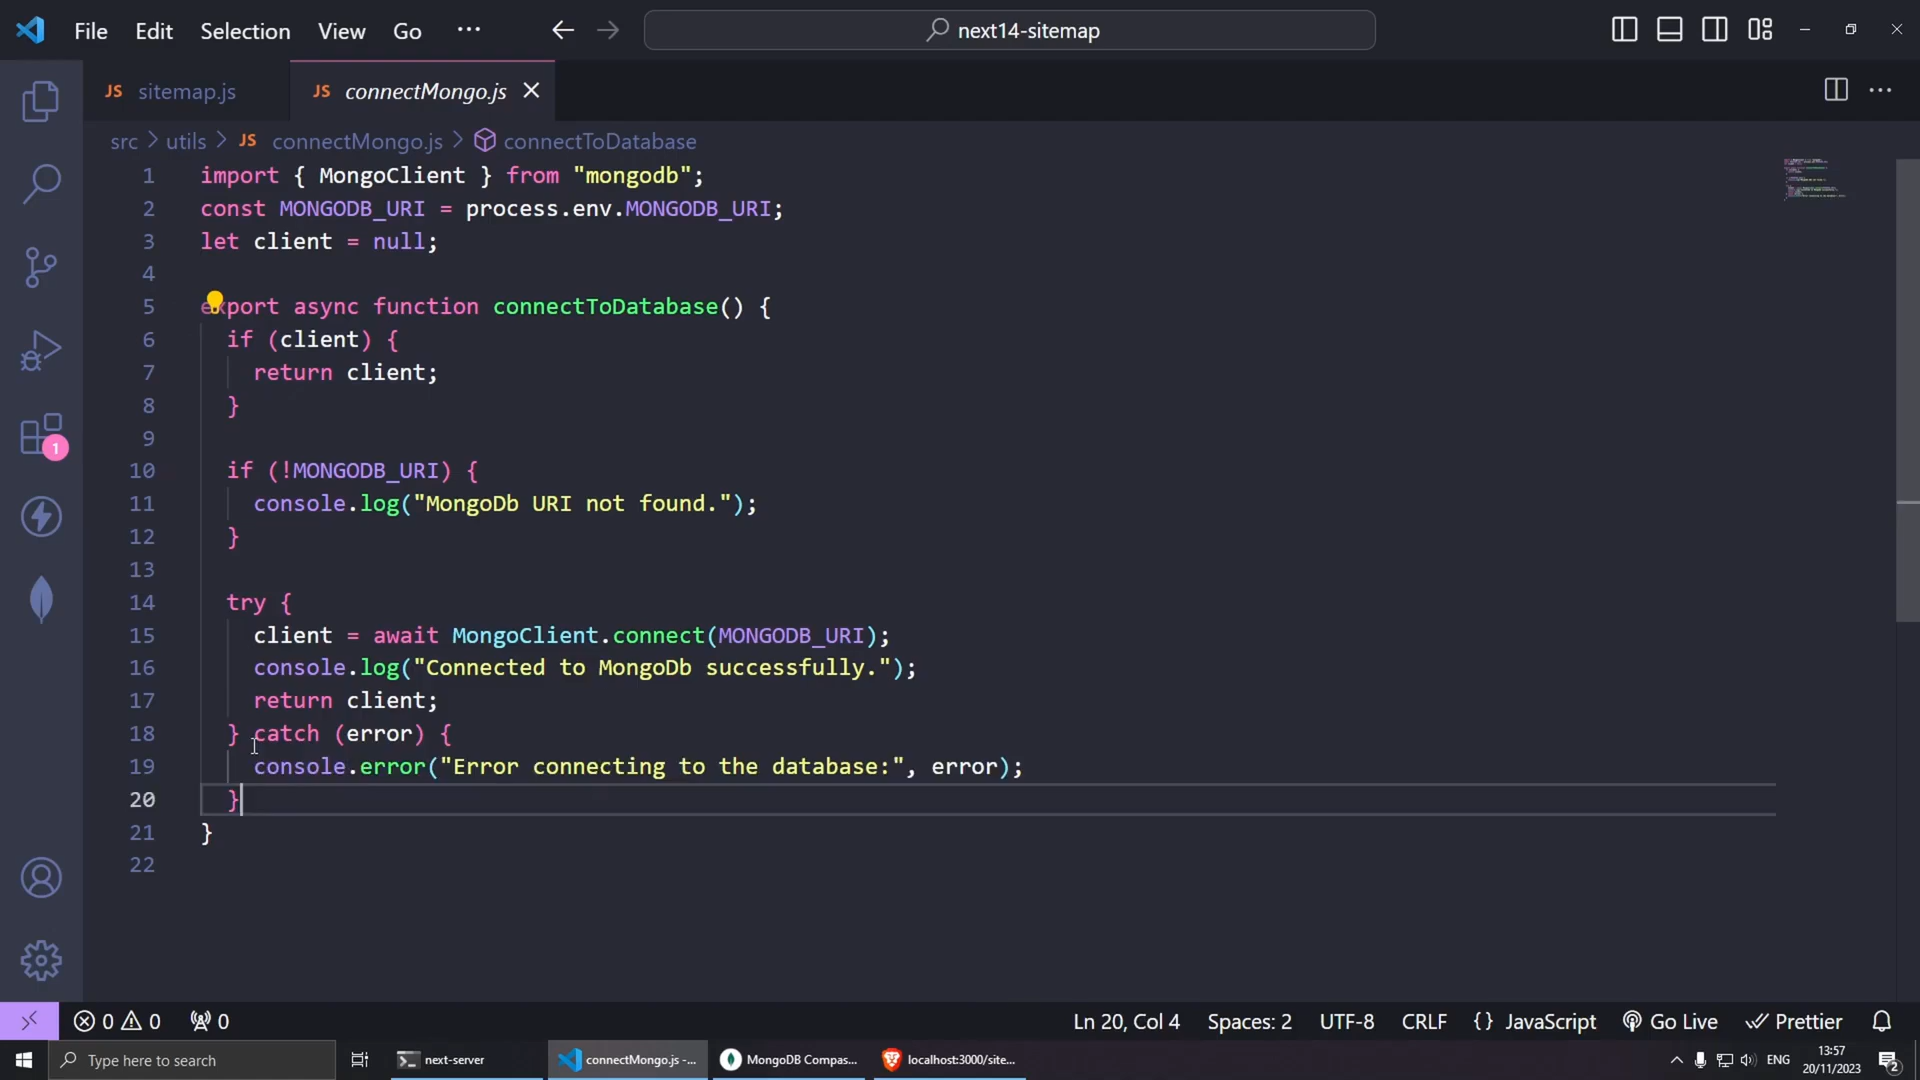 File Edit Selection View Go ··· next14-sitemap
JS sitemap.js JS connectMongo.js
src > utils > JS connectMongo.js > connectToDatabase
1 import { MongoClient } from "mongodb";
2 const MONGODB_URI = process.env.MONGODB_URI;
3 let client = null;
4
5 export async function connectToDatabase() {
6 if (client) {
7 return client;
8 }
9
10 if (!MONGODB_URI) {
11 console.log("MongoDb URI not found.");
12 }
13
14 try {
15 client = await MongoClient.connect(MONGODB_URI);
16 console.log("Connected to MongoDb successfully.");
17 return client;
18 } catch (error) {
19 console.error("Error connecting to the database:", error);
20 }
21 }
22
1
0 0 0 Ln 20, Col 4 Spaces: 2 UTF-8 CRLF {} JavaScript Go Live Prettier
Type here to search next-server connectMongo.js -... MongoDB Compas... localhost:3000/site... ENG 13:57
20/11/2023 2